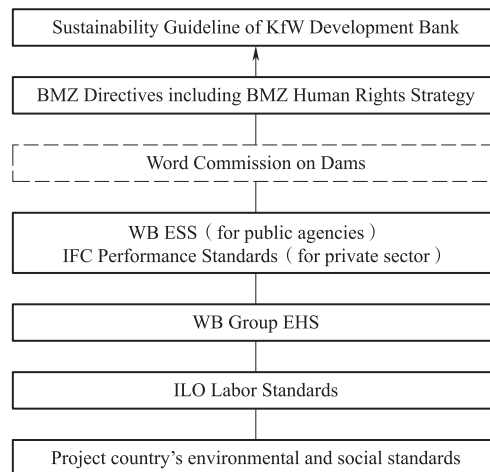 Sustainability Guideline of KfW Development Bank
BMZ Directives including BMZ Human Rights Strategy
Word Commission on Dams
WB ESS ( for public agencies )
IFC Performance Standards ( for private sector )
WB Group EHS
ILO Labor Standards
Project country's environmental and social standards